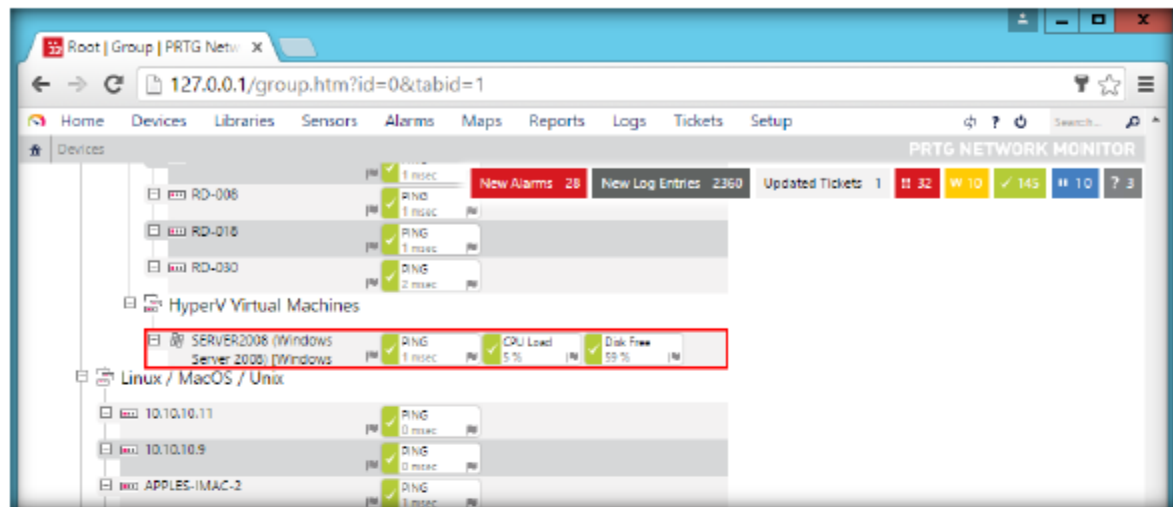 Root | Group | PRTG Netw
127.0.0.1/group.htm?id=0&tabid=1
Home Devices Libraries Sensors Alarms Maps Reports Logs Tickets Setup ? Search...
Devices PRTG NETWORK MONITOR
1 msec
New Alarms 28 New Log Entries 2360 Updated Tickets 1 !! 32 W 10 145 10 ? 3
RD-008 PING
1 msec
RD-018 PING
1 msec
RD-030 PING
2 msec
HyperV Virtual Machines
SERVER2008 (Windows PING CPU Load Disk Free
Server 2008) [Windows 1 msec 5 % 59 %
Linux / MacOS / Unix
10.10.10.11 PING
0 msec
10.10.10.9 PING
0 msec
APPLES-IMAC-2 PING
1 msec